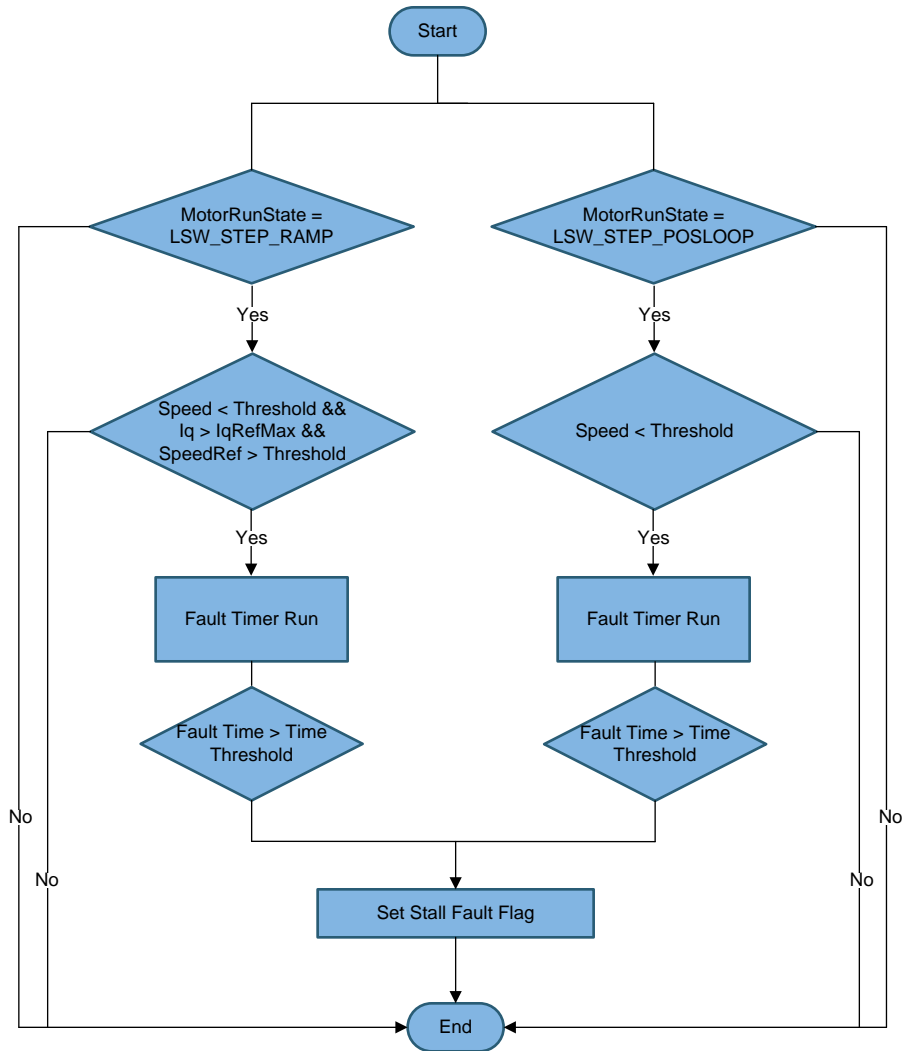 Start
MotorRunState =
LSW_STEP_RAMP
MotorRunState =
LSW_STEP_POSLOOP
Yes
Yes
Speed < Threshold &&
Iq > IqRefMax &&
SpeedRef > Threshold
Speed < Threshold
Yes
Yes
Fault Timer Run
Fault Timer Run
Fault Time > Time
Threshold
Fault Time > Time
Threshold
No
No
No
No
Set Stall Fault Flag
End